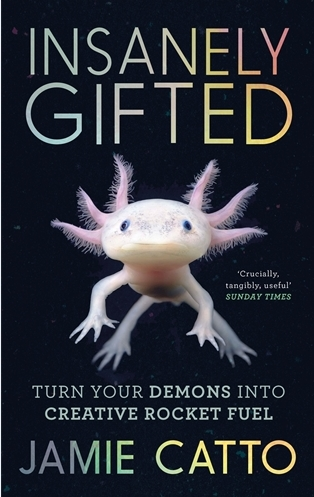 INSANELY
GIFTED
'Crucially,
tangibly, useful'
SUNDAY TIMES
TURN YOUR DEMONS INTO
CREATIVE ROCKET FUEL
JAMIE CATTO